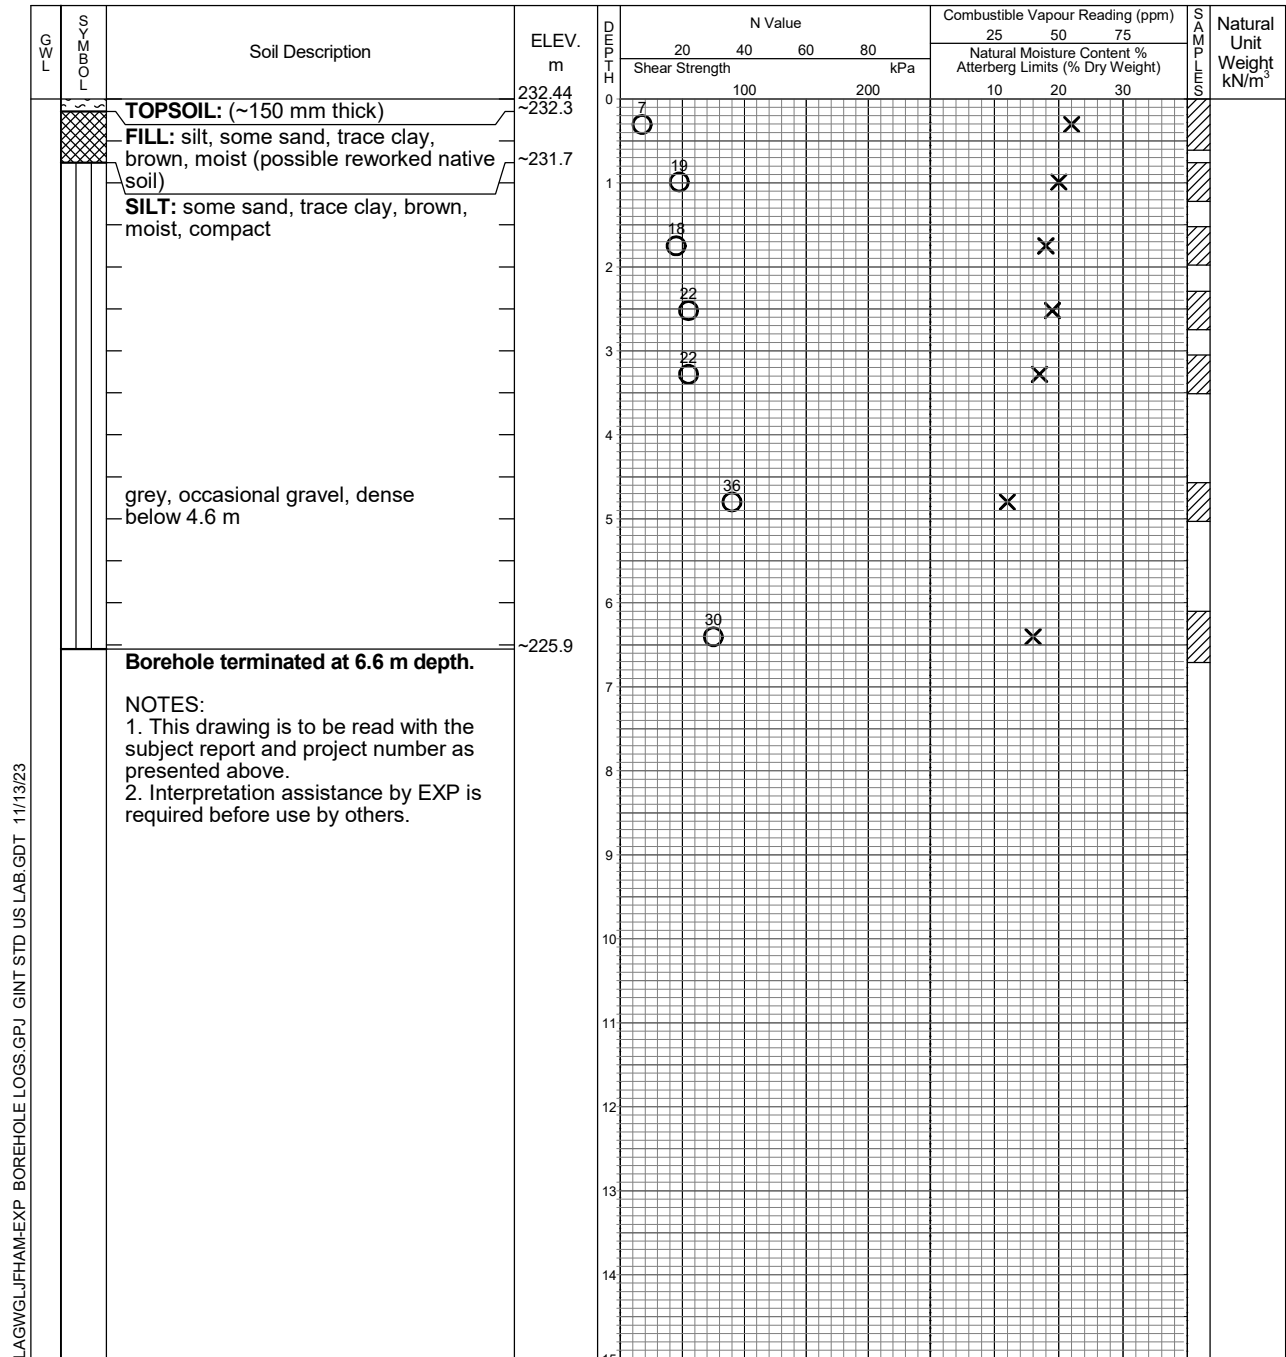 GWL
SYMBOL
Soil Description
ELEV.
m
DEPTH
N Value
20 40 60 80
Shear Strength kPa
100 200
Combustible Vapour Reading (ppm)
25 50 75
Natural Moisture Content %
Atterberg Limits (% Dry Weight)
10 20 30
SAMPLES
Natural
Unit
Weight
kN/m³
232.44
TOPSOIL: (~150 mm thick)
~232.3
FILL: silt, some sand, trace clay,
brown, moist (possible reworked native
soil)
~231.7
SILT: some sand, trace clay, brown,
moist, compact
grey, occasional gravel, dense
below 4.6 m
~225.9
Borehole terminated at 6.6 m depth.
NOTES:
1. This drawing is to be read with the
subject report and project number as
presented above.
2. Interpretation assistance by EXP is
required before use by others.
0
1
2
3
4
5
6
7
8
9
10
11
12
13
14
15
7
19
18
22
22
36
30
LAGWGLJFHAM-EXP BOREHOLE LOGS.GPJ GINT STD US LAB.GDT 11/13/23